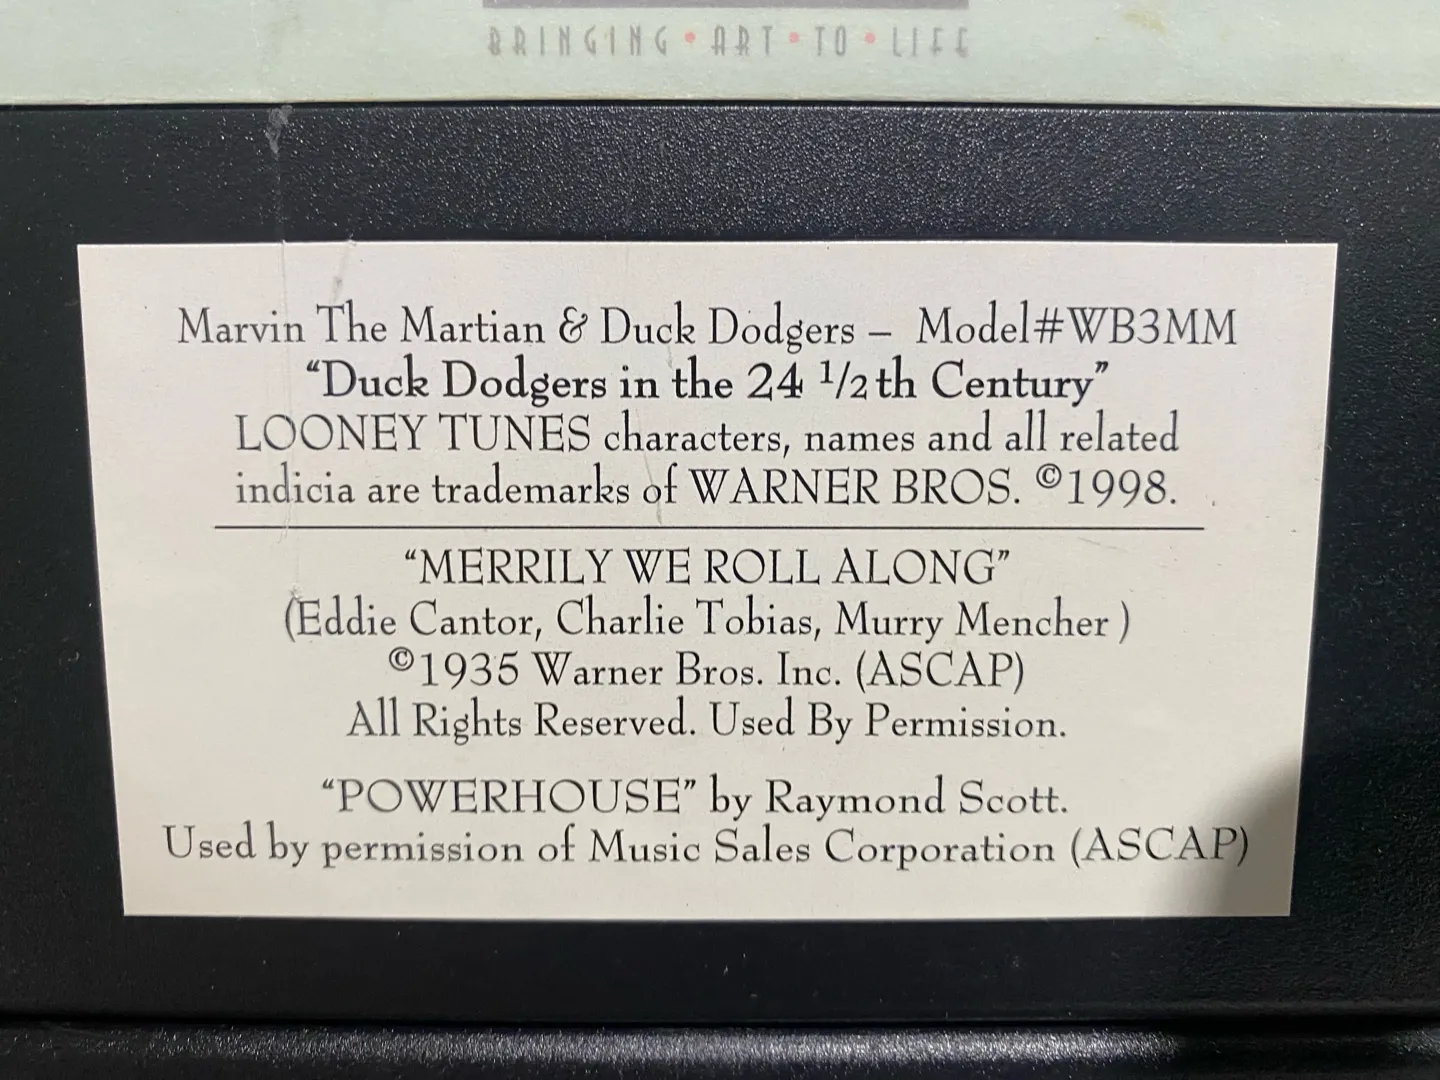 BRINGING • ART • TO • LIFE
Marvin The Martian & Duck Dodgers – Model#WB3MM
“Duck Dodgers in the 24 1/2th Century”
LOONEY TUNES characters, names and all related
indicia are trademarks of WARNER BROS. ©1998.
“MERRILY WE ROLL ALONG”
(Eddie Cantor, Charlie Tobias, Murry Mencher )
©1935 Warner Bros. Inc. (ASCAP)
All Rights Reserved. Used By Permission.
“POWERHOUSE” by Raymond Scott.
Used by permission of Music Sales Corporation (ASCAP)